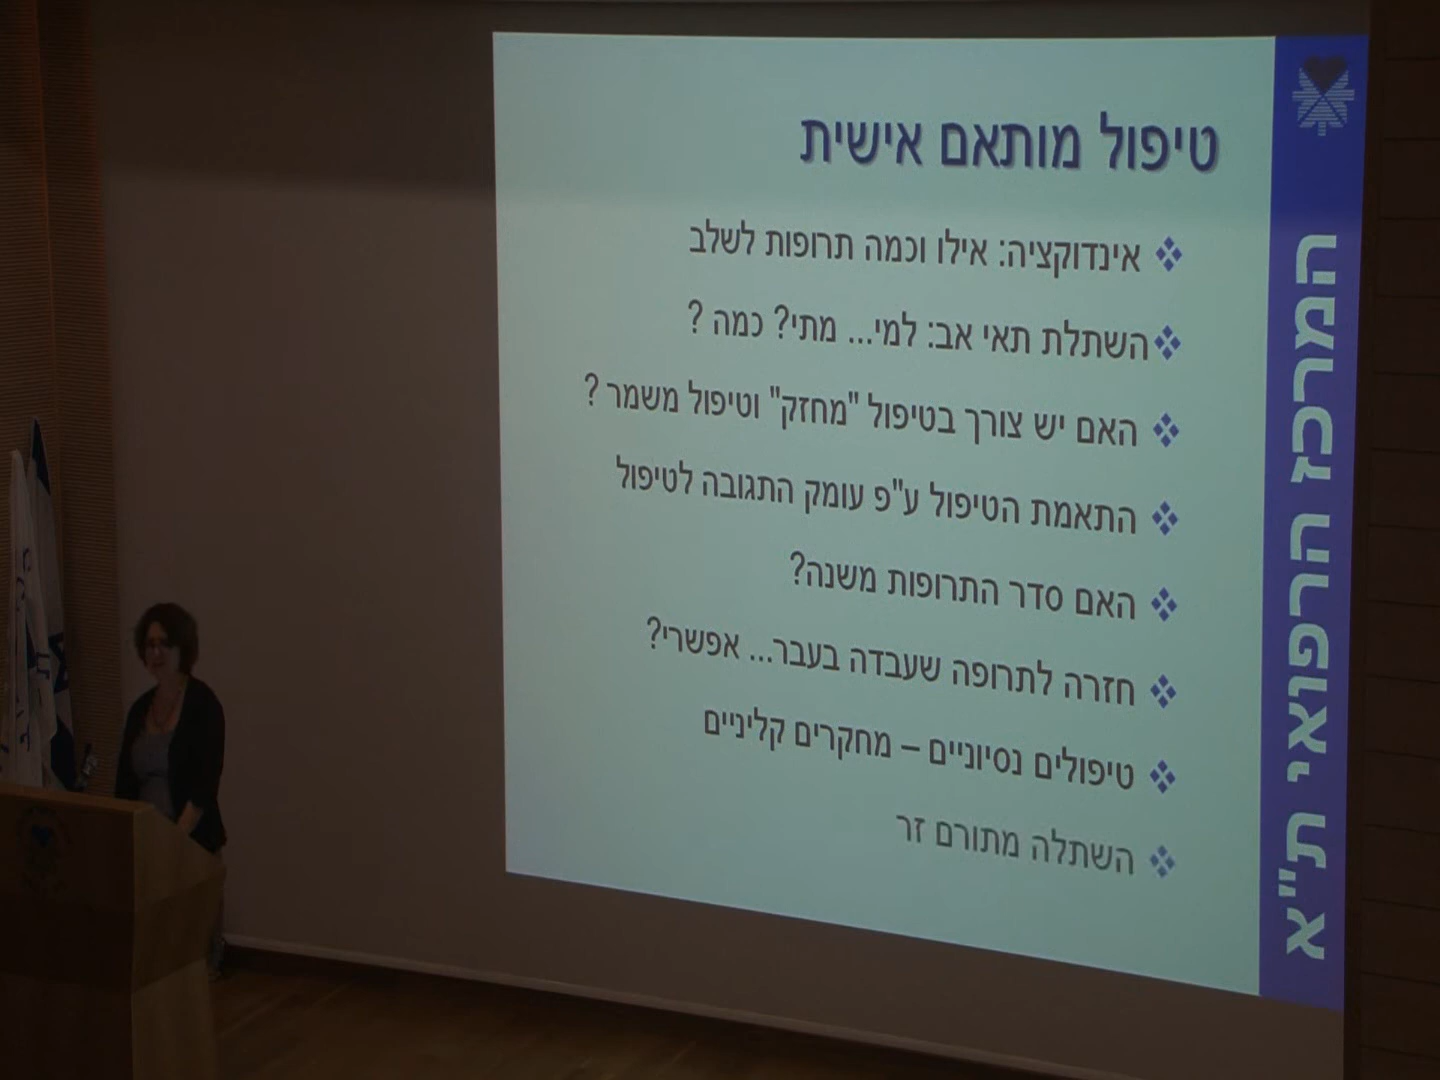 טיפול מותאם אישית
אינדוקציה: אילו וכמה תרופות לשלב
השתלת תאי אב: למי... מתי? כמה ?
האם יש צורך בטיפול "מחזק" וטיפול משמר ?
התאמת הטיפול ע"פ עומק התגובה לטיפול
האם סדר התרופות משנה?
חזרה לתרופה שעבדה בעבר... אפשרי?
טיפולים נסיוניים – מחקרים קליניים
השתלה מתורם זר
המרכז הרפואי ת"א